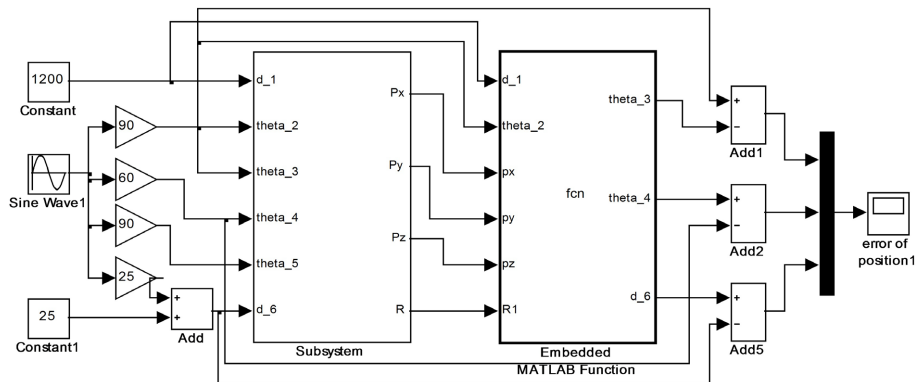 1200
Constant
90
Sine Wave1
60
90
25
25
Constant1
+
+
Add
d_1
theta_2
theta_3
theta_4
theta_5
d_6
Px
Py
Pz
R
Subsystem
d_1
theta_2
px
py
pz
R1
fcn
theta_3
theta_4
d_6
Embedded
MATLAB Function
+
−
Add1
+
−
Add2
+
−
Add5
error of
position1